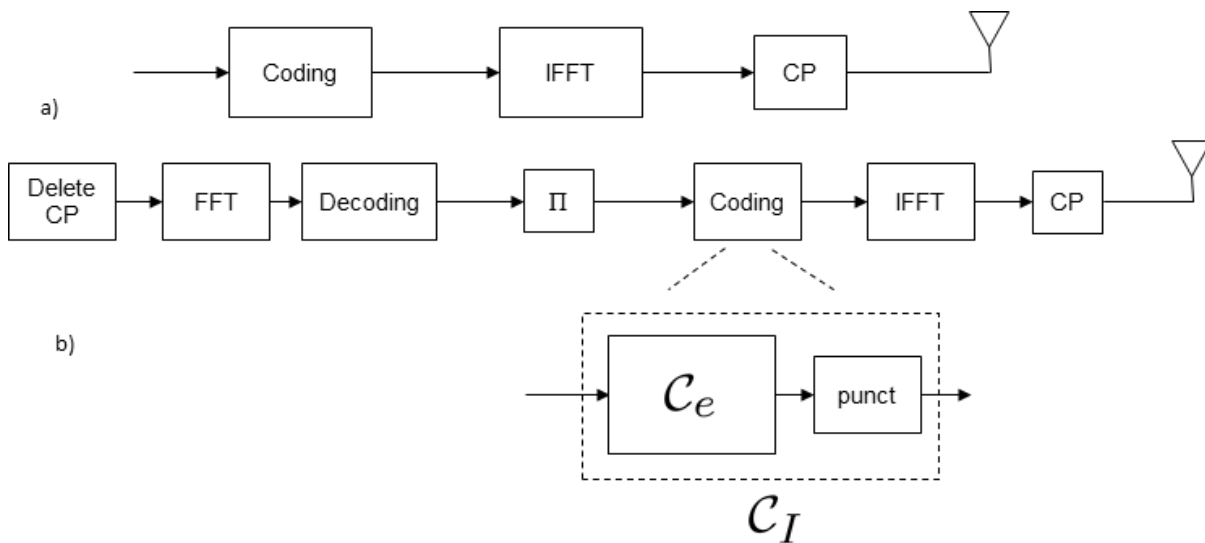 Coding IFFT CP
a)
Delete
CP FFT Decoding Π Coding IFFT CP
b)
𝒞e punct
𝒞I